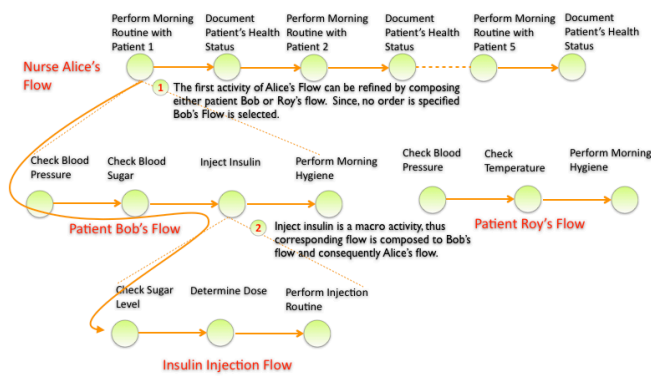 Perform Morning
Routine with
Patient 1
Document
Patient's Health
Status
Perform Morning
Routine with
Patient 2
Document
Patient's Health
Status
Perform Morning
Routine with
Patient 5
Document
Patient's Health
Status
Nurse Alice's
Flow
1 The first activity of Alice's Flow can be refined by composing
either patient Bob or Roy's flow. Since, no order is specified
Bob's Flow is selected.
Check Blood
Pressure
Check Blood
Sugar
Inject Insulin
Perform Morning
Hygiene
Check Blood
Pressure
Check
Temperature
Perform Morning
Hygiene
Patient Bob's Flow
2 Inject insulin is a macro activity, thus
corresponding flow is composed to Bob's
flow and consequently Alice's flow.
Patient Roy's Flow
Check Sugar
Level
Determine Dose
Perform Injection
Routine
Insulin Injection Flow